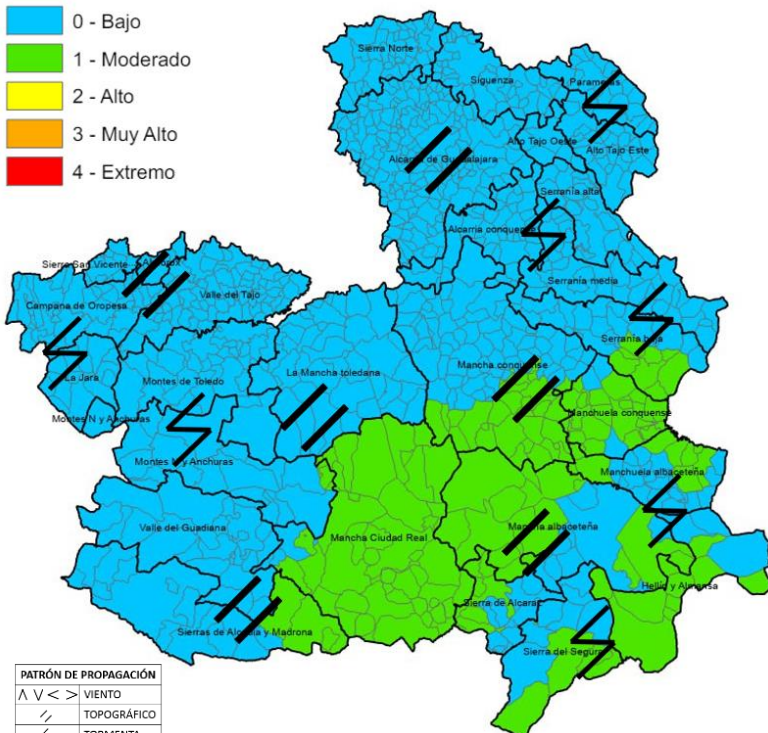 0 - Bajo
1 - Moderado
2 - Alto
3 - Muy Alto
4 - Extremo
Sierra Norte
Sigüenza
Parameras
Alcarria de Guadalajara
Alto Tajo Oeste
Alto Tajo Este
Serranía alta
Alcarria conquense
Sierra San Vicente
Valle del Tajo
Serranía media
Campana de Oropesa
Serranía baja
La Jara
Montes de Toledo
La Mancha toledana
Mancha conquense
Montes N y Anchuras
Manchuela conquense
Montes N y Anchuras
Manchuela albaceteña
Valle del Guadiana
Mancha Ciudad Real
Mancha albaceteña
Hellín y Almansa
Sierra de Alcaraz
Sierras de y Madrona
Sierra del Segura
PATRÓN DE PROPAGACIÓN
VIENTO
TOPOGRÁFICO
TORMENTA